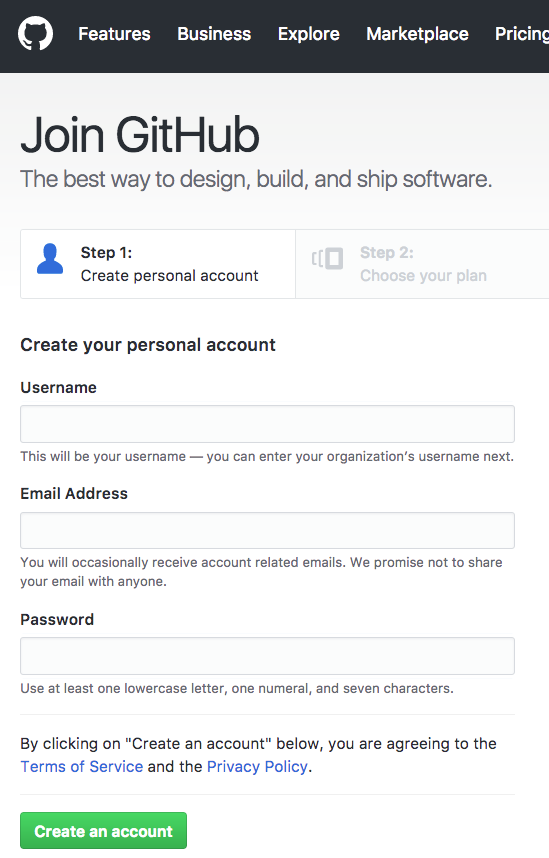 Features Business Explore Marketplace Pricing
Join GitHub
The best way to design, build, and ship software.
Step 1:
Create personal account
Step 2:
Choose your plan
Create your personal account
Username
This will be your username — you can enter your organization’s username next.
Email Address
You will occasionally receive account related emails. We promise not to share
your email with anyone.
Password
Use at least one lowercase letter, one numeral, and seven characters.
By clicking on "Create an account" below, you are agreeing to the
Terms of Service and the Privacy Policy.
Create an account